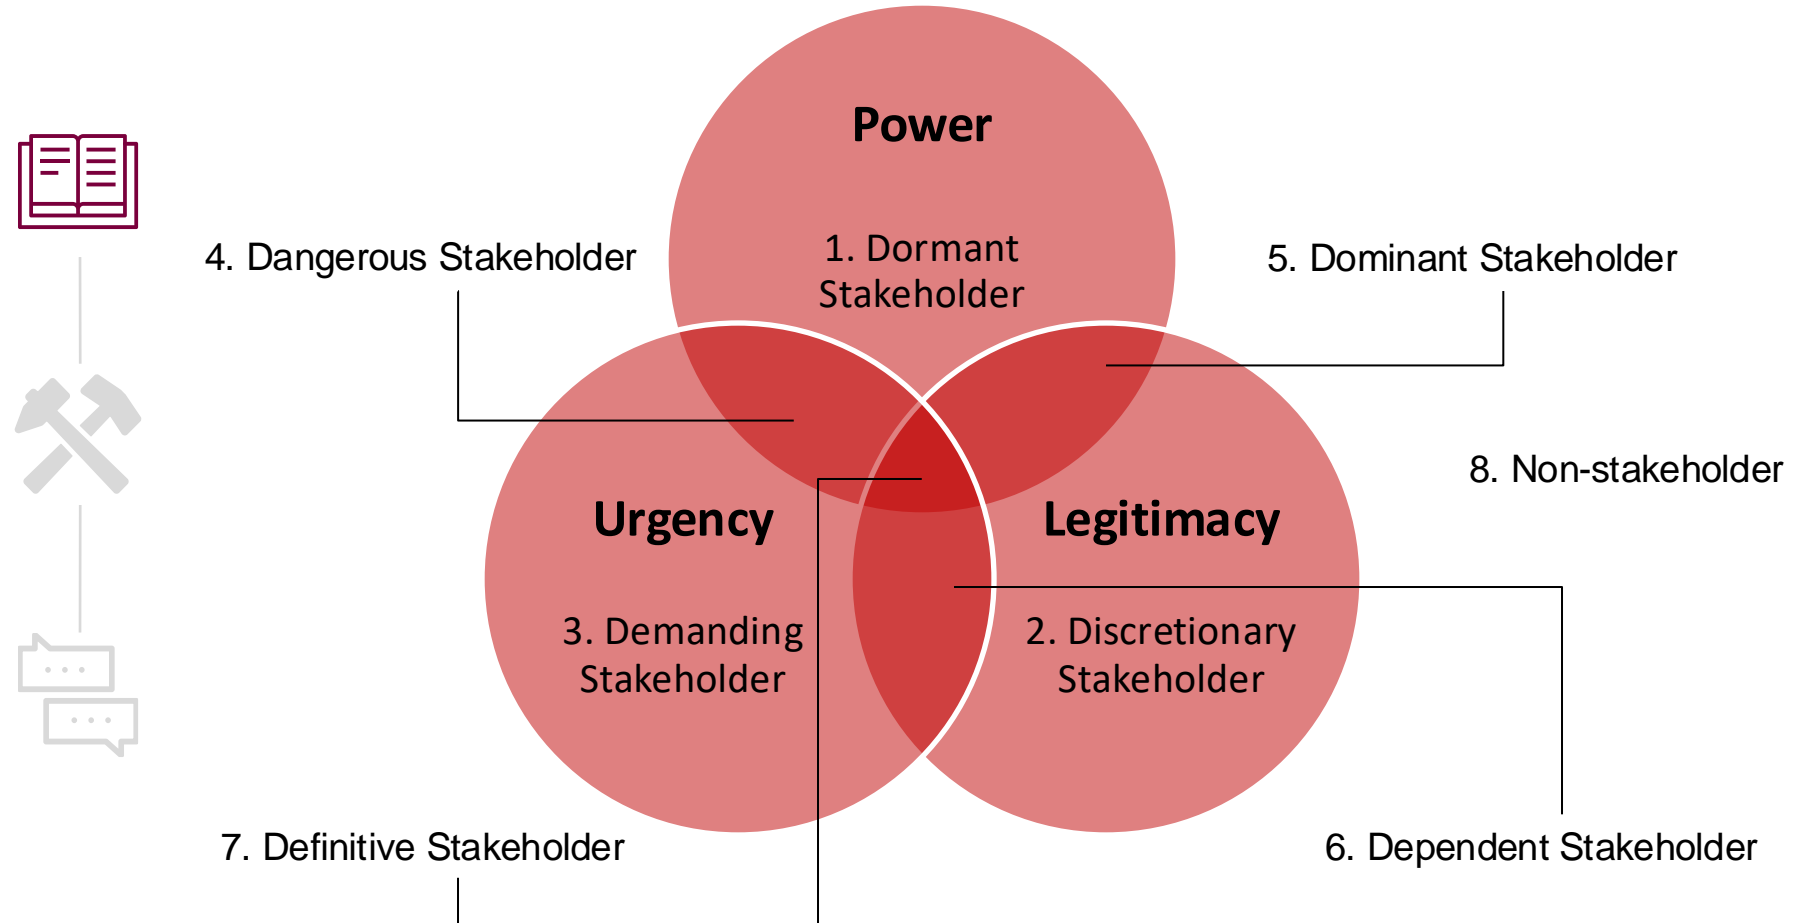 Power
1. Dormant
Stakeholder
4. Dangerous Stakeholder
5. Dominant Stakeholder
8. Non-stakeholder
Urgency
Legitimacy
3. Demanding
Stakeholder
2. Discretionary
Stakeholder
7. Definitive Stakeholder
6. Dependent Stakeholder